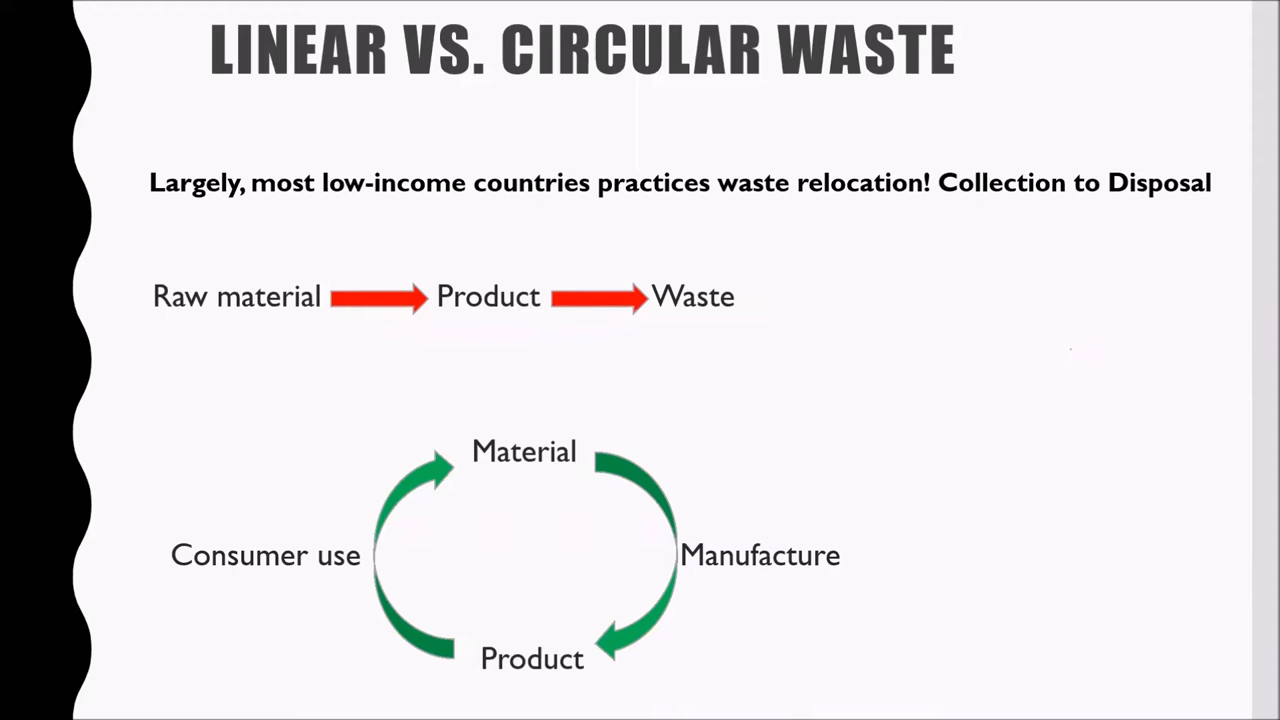 LINEAR VS. CIRCULAR WASTE
Largely, most low-income countries practices waste relocation! Collection to Disposal
Raw material Product Waste
Material
Consumer use Manufacture
Product